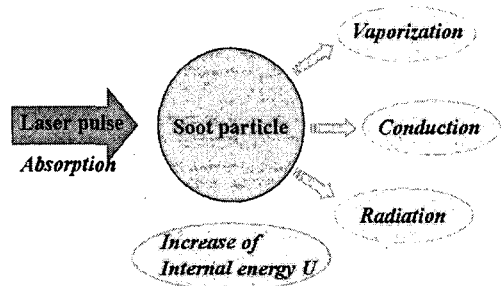 Vaporization
Laser pulse
Absorption
Soot particle
Conduction
Radiation
Increase of
Internal energy U